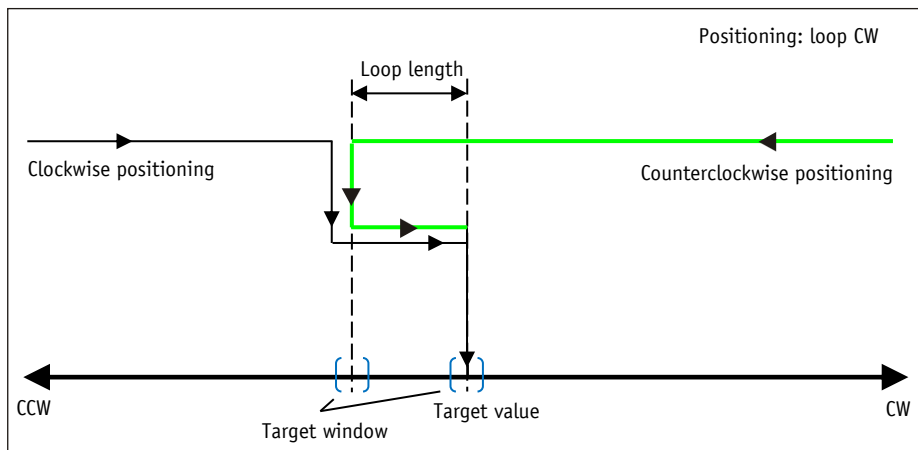 Positioning: loop CW
Loop length
Clockwise positioning
Counterclockwise positioning
CCW
Target window
Target value
CW